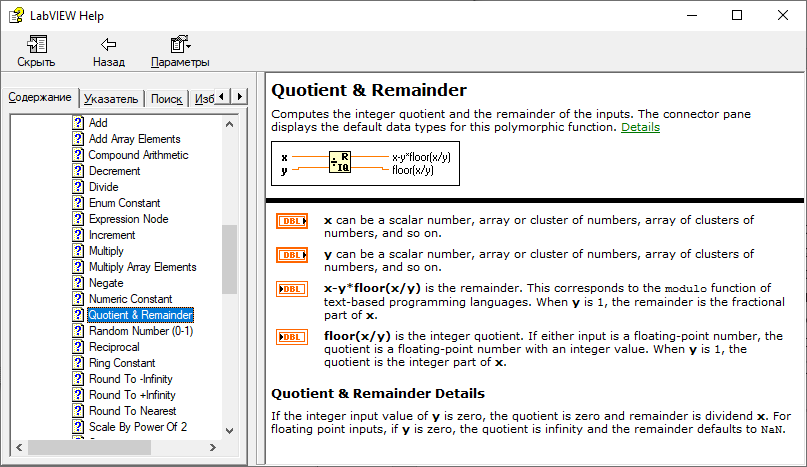 LabVIEW Help
Скрыть Назад Параметры
Содержание Указатель Поиск Изб
Add
Add Array Elements
Compound Arithmetic
Decrement
Divide
Enum Constant
Expression Node
Increment
Multiply
Multiply Array Elements
Negate
Numeric Constant
Quotient & Remainder
Random Number (0-1)
Reciprocal
Ring Constant
Round To -Infinity
Round To +Infinity
Round To Nearest
Scale By Power Of 2
Quotient & Remainder
Computes the integer quotient and the remainder of the inputs. The connector pane
displays the default data types for this polymorphic function. Details
x R x-y*floor(x/y)
y ÷IQ floor(x/y)
DBL x can be a scalar number, array or cluster of numbers, array of clusters of
numbers, and so on.
DBL y can be a scalar number, array or cluster of numbers, array of clusters of
numbers, and so on.
DBL x-y*floor(x/y) is the remainder. This corresponds to the modulo function of
text-based programming languages. When y is 1, the remainder is the fractional
part of x.
DBL floor(x/y) is the integer quotient. If either input is a floating-point number, the
quotient is a floating-point number with an integer value. When y is 1, the
quotient is the integer part of x.
Quotient & Remainder Details
If the integer input value of y is zero, the quotient is zero and remainder is dividend x. For
floating point inputs, if y is zero, the quotient is infinity and the remainder defaults to NaN.